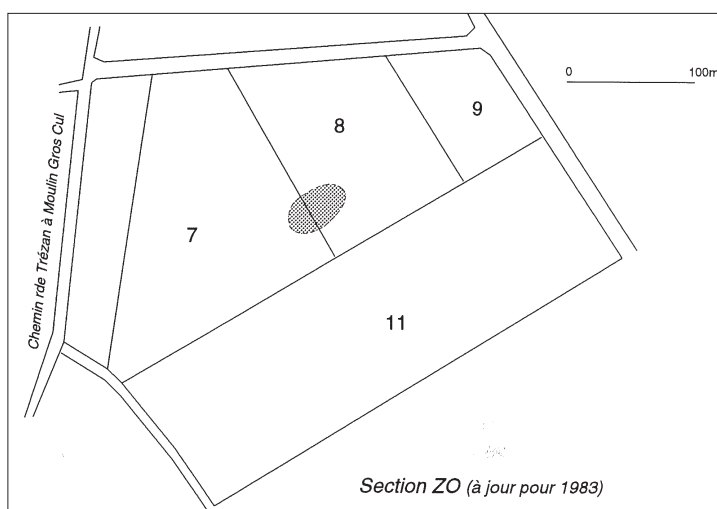 0 100m
9
8
7
11
Chemin rde Trézan à Moulin Gros Cul
Section ZO (à jour pour 1983)